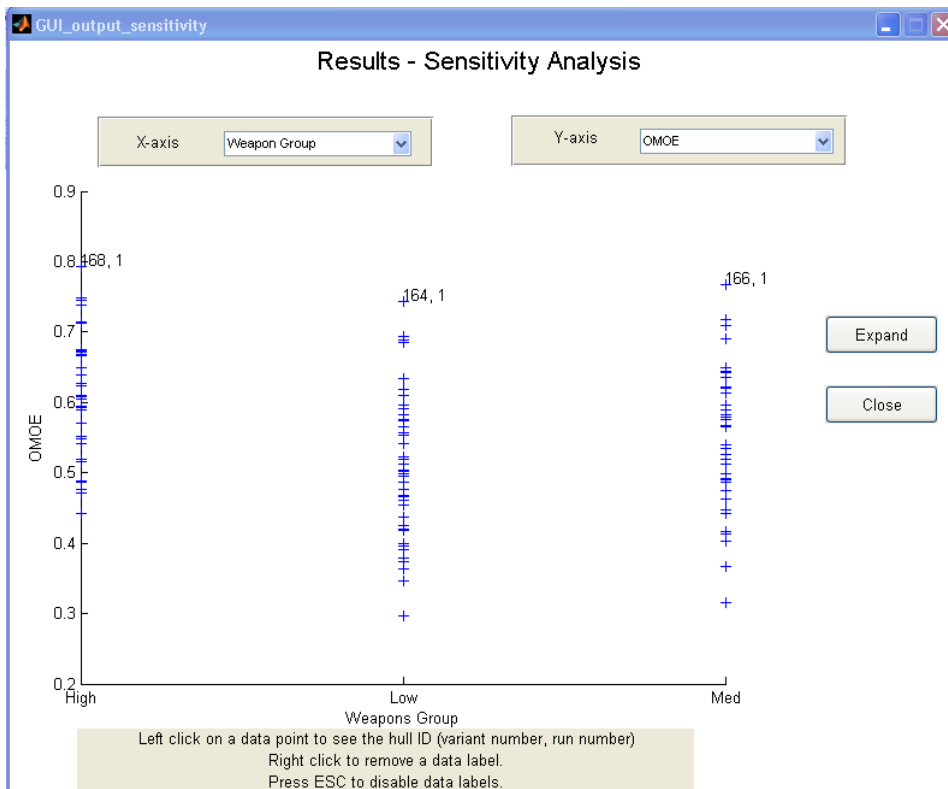 GUI_output_sensitivity
Results - Sensitivity Analysis
X-axis
Weapon Group
Y-axis
OMOE
0.9
0.8
468, 1
164, 1
166, 1
0.7
0.6
0.5
0.4
0.3
0.2
OMOE
High
Low
Med
Weapons Group
Expand
Close
Left click on a data point to see the hull ID (variant number, run number)
Right click to remove a data label.
Press ESC to disable data labels.